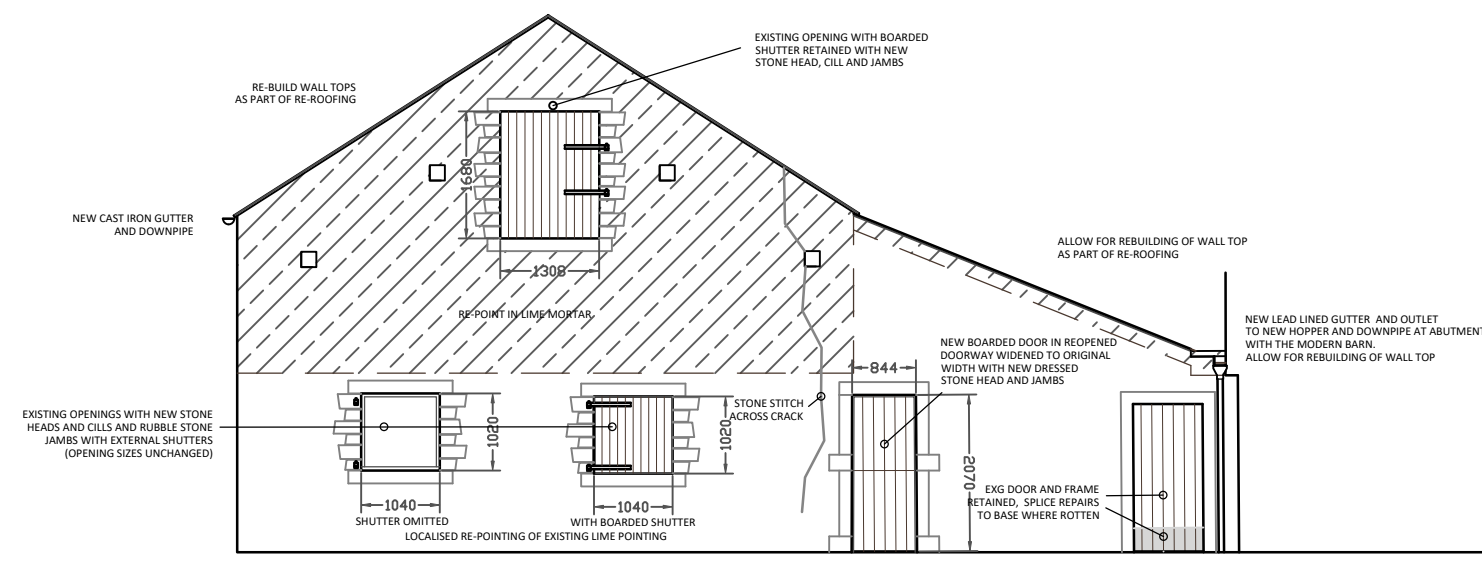 EXISTING OPENING WITH BOARDED
SHUTTER RETAINED WITH NEW
STONE HEAD, CILL AND JAMBS
RE-BUILD WALL TOPS
AS PART OF RE-ROOFING
1680
NEW CAST IRON GUTTER
AND DOWNPIPE
ALLOW FOR REBUILDING OF WALL TOP
AS PART OF RE-ROOFING
1308
RE-POINT IN LIME MORTAR
NEW LEAD LINED GUTTER AND OUTLET
TO NEW HOPPER AND DOWNPIPE AT ABUTMENT
WITH THE MODERN BARN.
ALLOW FOR REBUILDING OF WALL TOP
NEW BOARDED DOOR IN REOPENED
DOORWAY WIDENED TO ORIGINAL
WIDTH WITH NEW DRESSED
STONE HEAD AND JAMBS
844
STONE STITCH
ACROSS CRACK
EXISTING OPENINGS WITH NEW STONE
HEADS AND CILLS AND RUBBLE STONE
JAMBS WITH EXTERNAL SHUTTERS
(OPENING SIZES UNCHANGED)
1020
1020
2070
EXG DOOR AND FRAME
RETAINED, SPLICE REPAIRS
TO BASE WHERE ROTTEN
1040
1040
SHUTTER OMITTED
WITH BOARDED SHUTTER
LOCALISED RE-POINTING OF EXISTING LIME POINTING